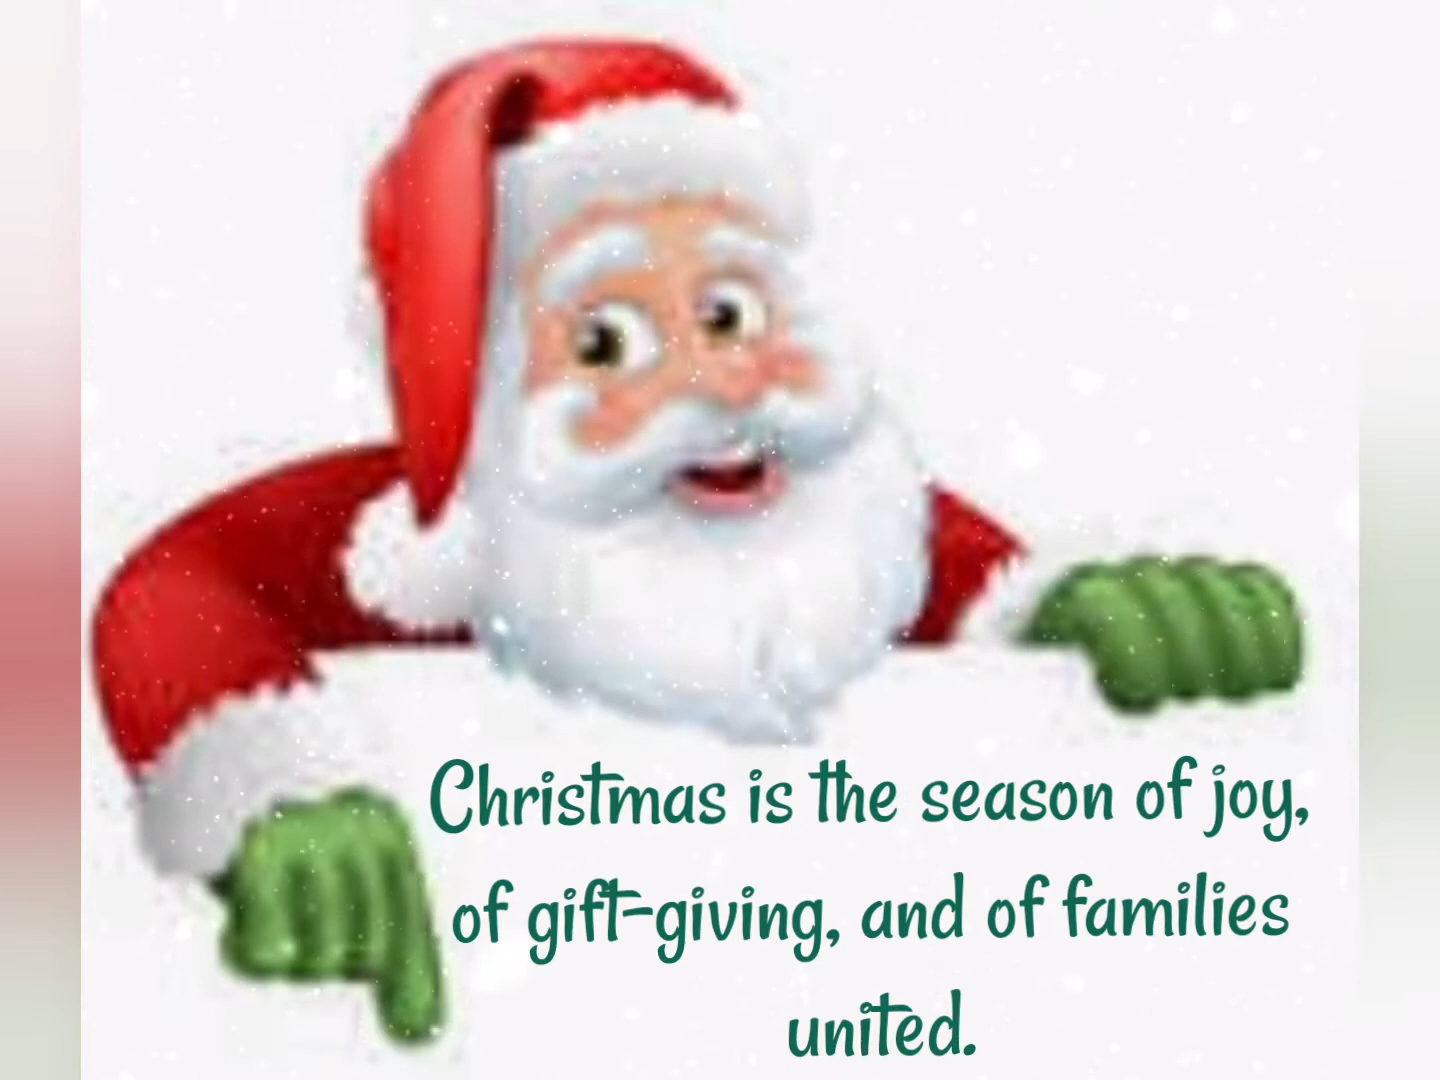 Christmas is the season of joy,
of gift-giving, and of families
united.